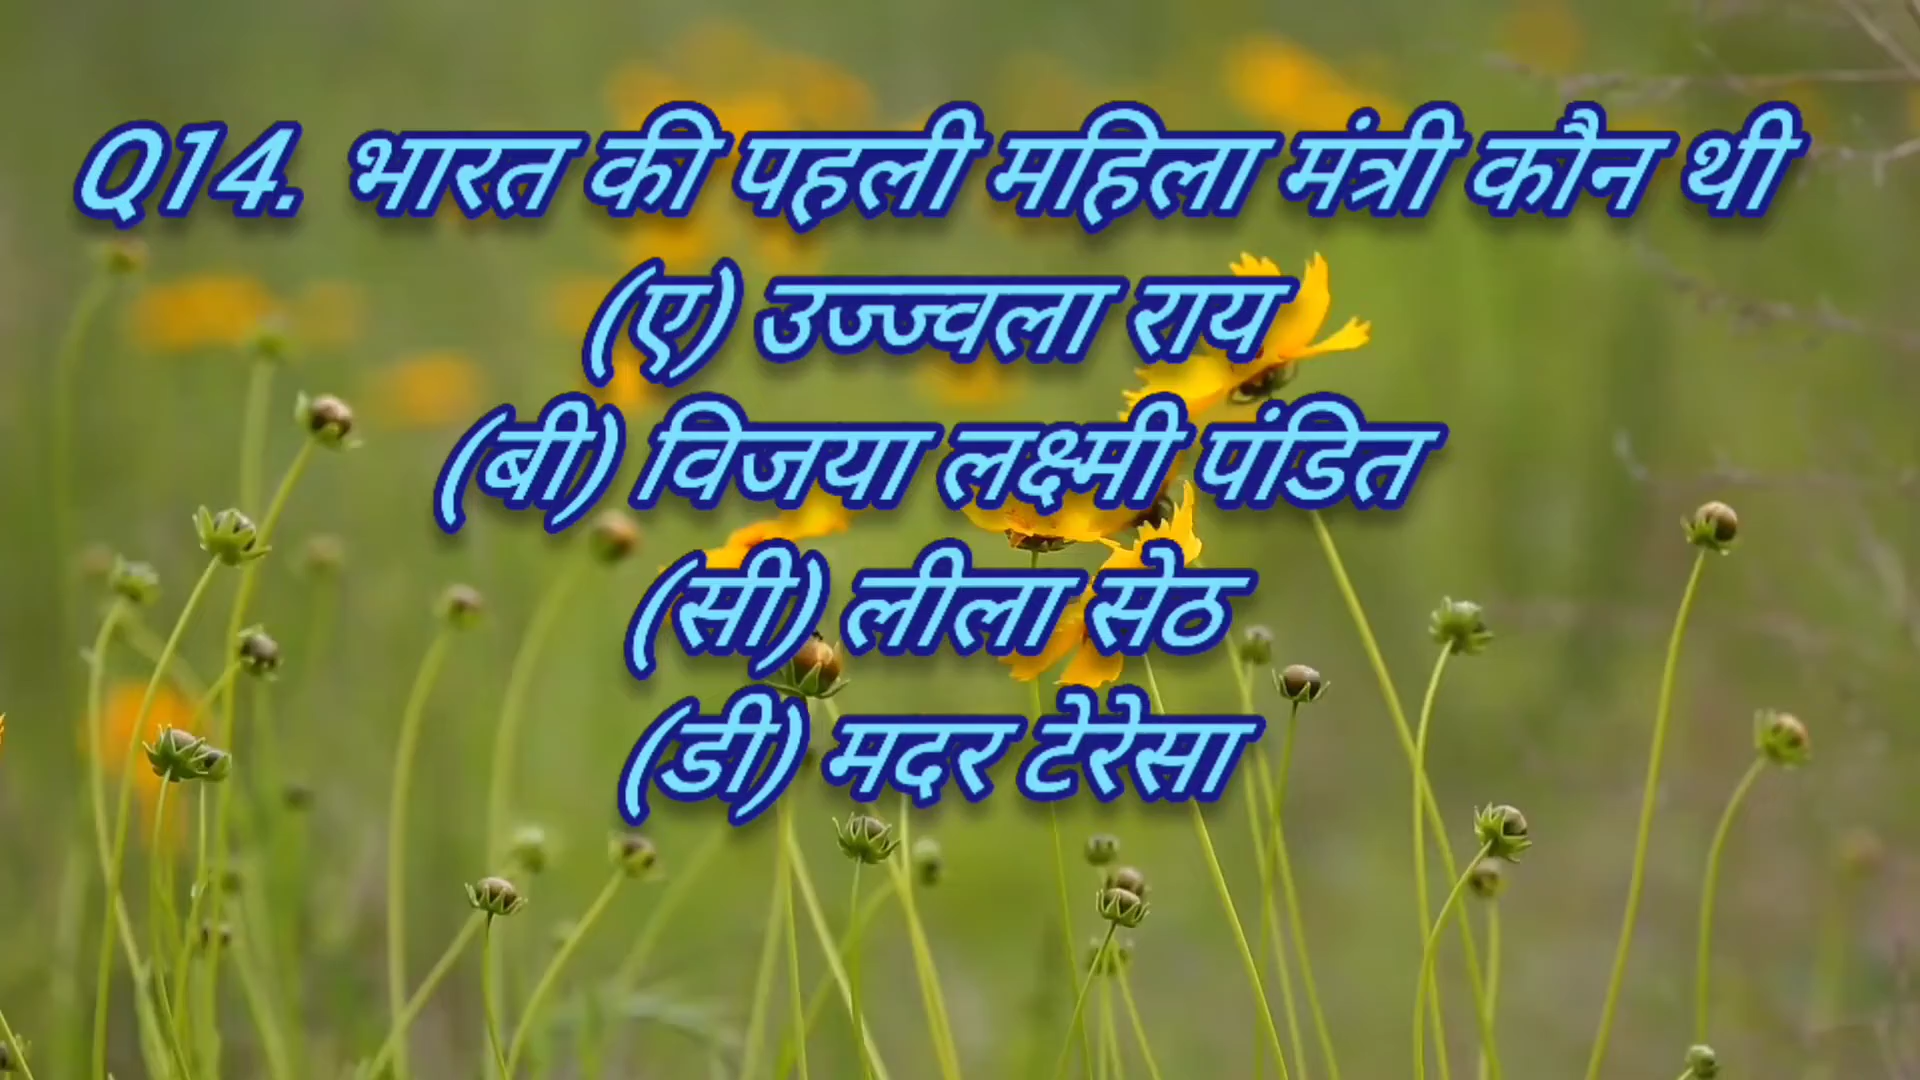 Q14. भारत की पहली महिला मंत्री कौन थी
(ए) उज्ज्वला राय
(बी) विजया लक्ष्मी पंडित
(सी) लीला सेठ
(डी) मदर टेरेसा